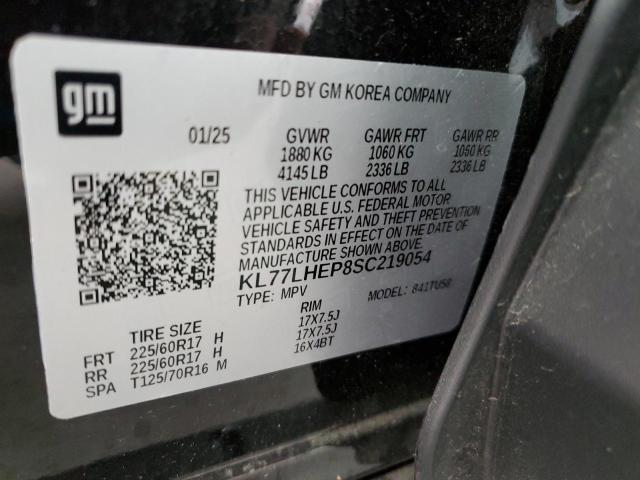 gm
MFD BY GM KOREA COMPANY
01/25 GVWR GAWR FRT GAWR RR
1880 KG 1060 KG 1060 KG
4145 LB 2336 LB 2336 LB
THIS VEHICLE CONFORMS TO ALL
APPLICABLE U.S. FEDERAL MOTOR
VEHICLE SAFETY AND THEFT PREVENTION
STANDARDS IN EFFECT ON THE DATE OF
MANUFACTURE SHOWN ABOVE.
KL77LHEP8SC219054
TYPE: MPV MODEL: 841TU58
TIRE SIZE RIM
FRT 225/60R17 H 17X7.5J
RR 225/60R17 H 17X7.5J
SPA T125/70R16 M 16X4BT